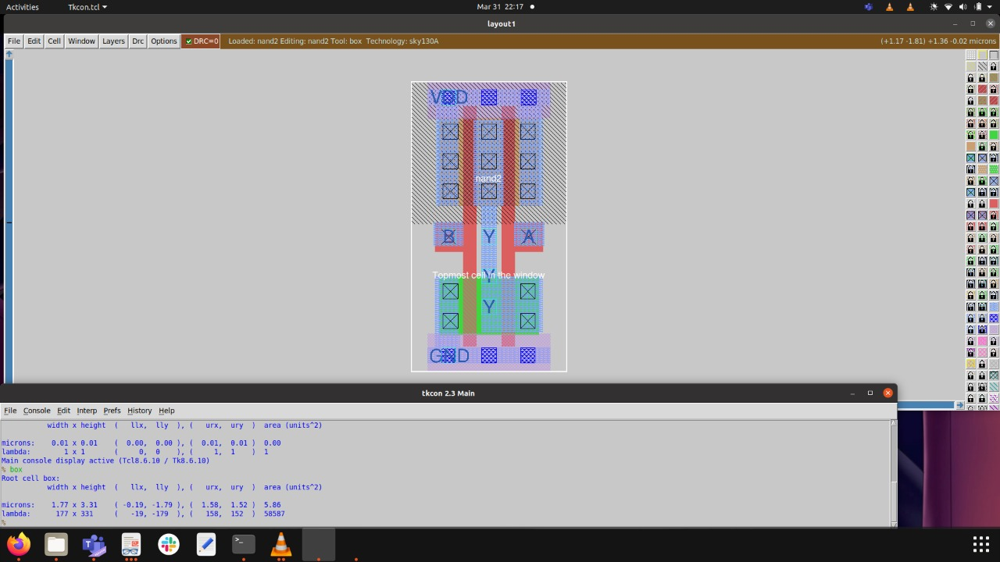 Activities
Tkcon.tcl
Mar 31 22:17
layout1
File Edit Cell Window Layers Drc Options DRC=0 Loaded: nand2 Editing: nand2 Tool: box Technology: sky130A (+1.17 -1.81) +1.36 -0.02 microns
VDD
nand2
B Y A
Topmost cell in the window
Y
Y
GND
tkcon 2.3 Main
File Console Edit Interp Prefs History Help
width x height ( llx, lly ), ( urx, ury ) area (units^2)
microns: 0.01 x 0.01 ( 0.00, 0.00 ), ( 0.01, 0.01 ) 0.00
lambda: 1 x 1 ( 0, 0 ), ( 1, 1 ) 1
Main console display active (Tcl8.6.10 / Tk8.6.10)
% box
Root cell box:
width x height ( llx, lly ), ( urx, ury ) area (units^2)
microns: 1.77 x 3.31 ( -0.19, -1.79 ), ( 1.58, 1.52 ) 5.86
lambda: 177 x 331 ( -19, -179 ), ( 158, 152 ) 58587
%